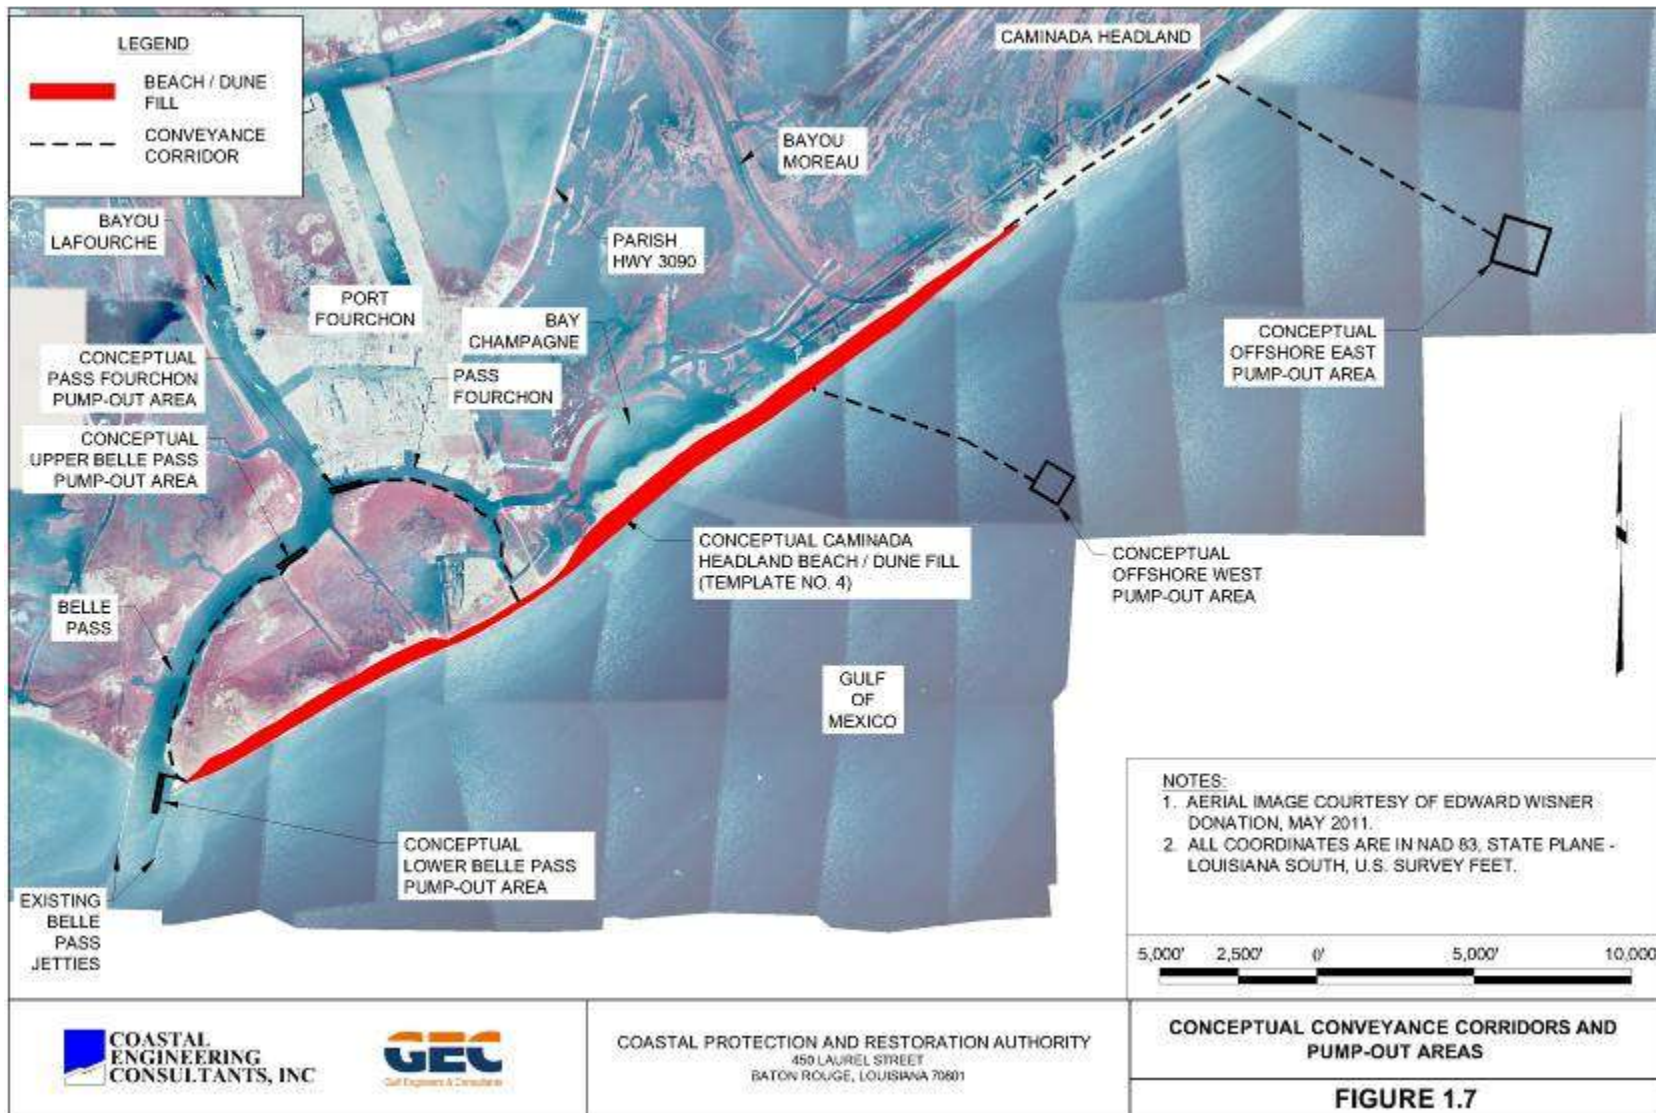 LEGEND
BEACH / DUNE
FILL
CONVEYANCE
CORRIDOR
CAMINADA HEADLAND
BAYOU
MOREAU
BAYOU
LAFOURCHE
PARISH
HWY 3090
PORT
FOURCHON
BAY
CHAMPAGNE
CONCEPTUAL
OFFSHORE EAST
PUMP-OUT AREA
CONCEPTUAL
PASS FOURCHON
PUMP-OUT AREA
PASS
FOURCHON
CONCEPTUAL
UPPER BELLE PASS
PUMP-OUT AREA
CONCEPTUAL CAMINADA
HEADLAND BEACH / DUNE FILL
(TEMPLATE NO. 4)
CONCEPTUAL
OFFSHORE WEST
PUMP-OUT AREA
BELLE
PASS
GULF
OF
MEXICO
CONCEPTUAL
LOWER BELLE PASS
PUMP-OUT AREA
EXISTING
BELLE
PASS
JETTIES
NOTES:
1. AERIAL IMAGE COURTESY OF EDWARD WISNER
DONATION, MAY 2011.
2. ALL COORDINATES ARE IN NAD 83, STATE PLANE -
LOUISIANA SOUTH, U.S. SURVEY FEET.
5,000' 2,500' 0' 5,000' 10,000
COASTAL
ENGINEERING
CONSULTANTS, INC
GEC
Gulf Engineers & Consultants
COASTAL PROTECTION AND RESTORATION AUTHORITY
450 LAUREL STREET
BATON ROUGE, LOUISIANA 70801
CONCEPTUAL CONVEYANCE CORRIDORS AND
PUMP-OUT AREAS
FIGURE 1.7